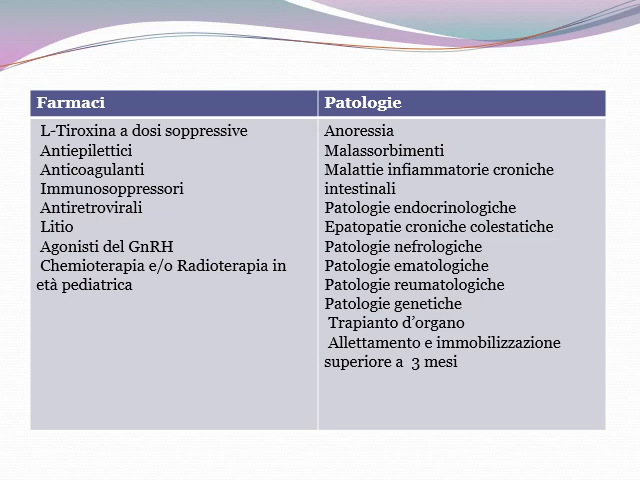 Farmaci
L-Tiroxina a dosi soppressive
Antiepilettici
Anticoagulanti
Immunosoppressori
Antiretrovirali
Litio
Agonisti del GnRH
Chemioterapia e/o Radioterapia in
età pediatrica
Patologie
Anoressia
Malassorbimenti
Malattie infiammatorie croniche
intestinali
Patologie endocrinologiche
Epatopatie croniche colestatiche
Patologie nefrologiche
Patologie ematologiche
Patologie reumatologiche
Patologie genetiche
Trapianto d’organo
Allettamento e immobilizzazione
superiore a 3 mesi